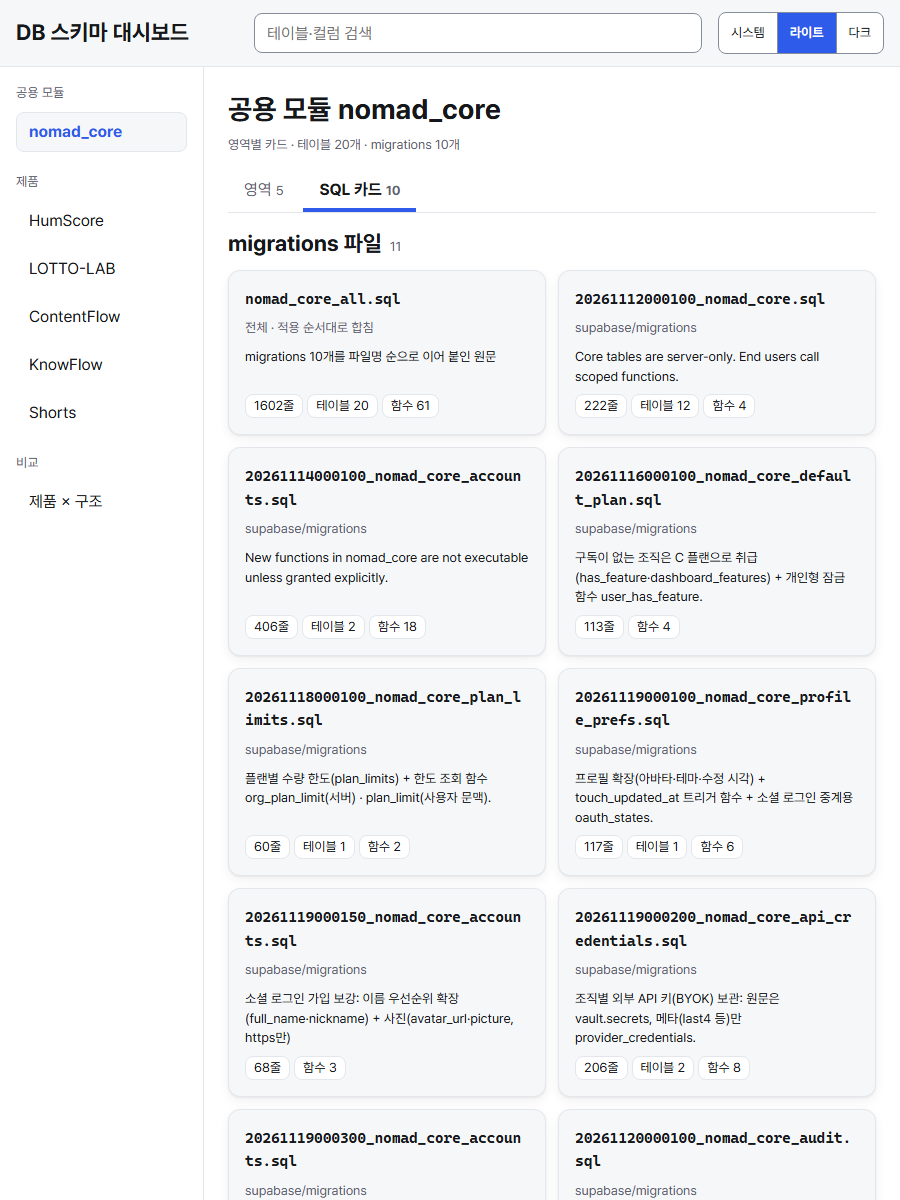 DB 스키마 대시보드
테이블·컬럼 검색
시스템 라이트 다크
공용 모듈
nomad_core
제품
HumScore
LOTTO-LAB
ContentFlow
KnowFlow
Shorts
비교
제품 × 구조
공용 모듈 nomad_core
영역별 카드 · 테이블 20개 · migrations 10개
영역 5 SQL 카드 10
migrations 파일 11
nomad_core_all.sql
전체 · 적용 순서대로 합침
migrations 10개를 파일명 순으로 이어 붙인 원문
1602줄 테이블 20 함수 61
20261112000100_nomad_core.sql
supabase/migrations
Core tables are server-only. End users call
scoped functions.
222줄 테이블 12 함수 4
20261114000100_nomad_core_accoun
ts.sql
supabase/migrations
New functions in nomad_core are not executable
unless granted explicitly.
406줄 테이블 2 함수 18
20261116000100_nomad_core_defaul
t_plan.sql
supabase/migrations
구독이 없는 조직은 C 플랜으로 취급
(has_feature·dashboard_features) + 개인형 잠금
함수 user_has_feature.
113줄 함수 4
20261118000100_nomad_core_plan_l
imits.sql
supabase/migrations
플랜별 수량 한도(plan_limits) + 한도 조회 함수
org_plan_limit(서버) · plan_limit(사용자 문맥).
60줄 테이블 1 함수 2
20261119000100_nomad_core_profil
e_prefs.sql
supabase/migrations
프로필 확장(아바타·테마·수정 시각) +
touch_updated_at 트리거 함수 + 소셜 로그인 중계용
oauth_states.
117줄 테이블 1 함수 6
20261119000150_nomad_core_accoun
ts.sql
supabase/migrations
소셜 로그인 가입 보강: 이름 우선순위 확장
(full_name·nickname) + 사진(avatar_url·picture,
https만)
68줄 함수 3
20261119000200_nomad_core_api_cr
edentials.sql
supabase/migrations
조직별 외부 API 키(BYOK) 보관: 원문은
vault.secrets, 메타(last4 등)만
provider_credentials.
206줄 테이블 2 함수 8
20261119000300_nomad_core_accoun
ts.sql
supabase/migrations
20261120000100_nomad_core_audit.
sql
supabase/migrations